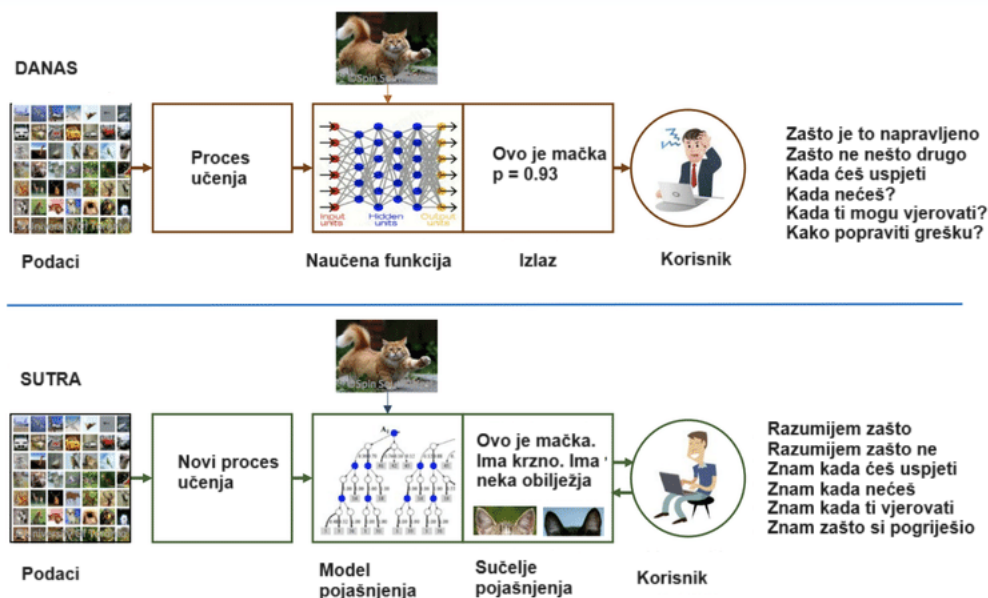 DANAS
©Spin
Proces
učenja
Input
units
Hidden
units
Output
units
Ovo je mačka
p = 0.93
Zašto je to napravljeno
Zašto ne nešto drugo
Kada ćeš uspjeti
Kada nećeš?
Kada ti mogu vjerovati?
Kako popraviti grešku?
Podaci
Naučena funkcija
Izlaz
Korisnik
SUTRA
©Spin
Novi proces
učenja
Ovo je mačka.
Ima krzno. Ima
neka obilježja
Razumijem zašto
Razumijem zašto ne
Znam kada ćeš uspjeti
Znam kada nećeš
Znam kada ti vjerovati
Znam zašto si pogriješio
Podaci
Model
pojašnjenja
Sučelje
pojašnjenja
Korisnik